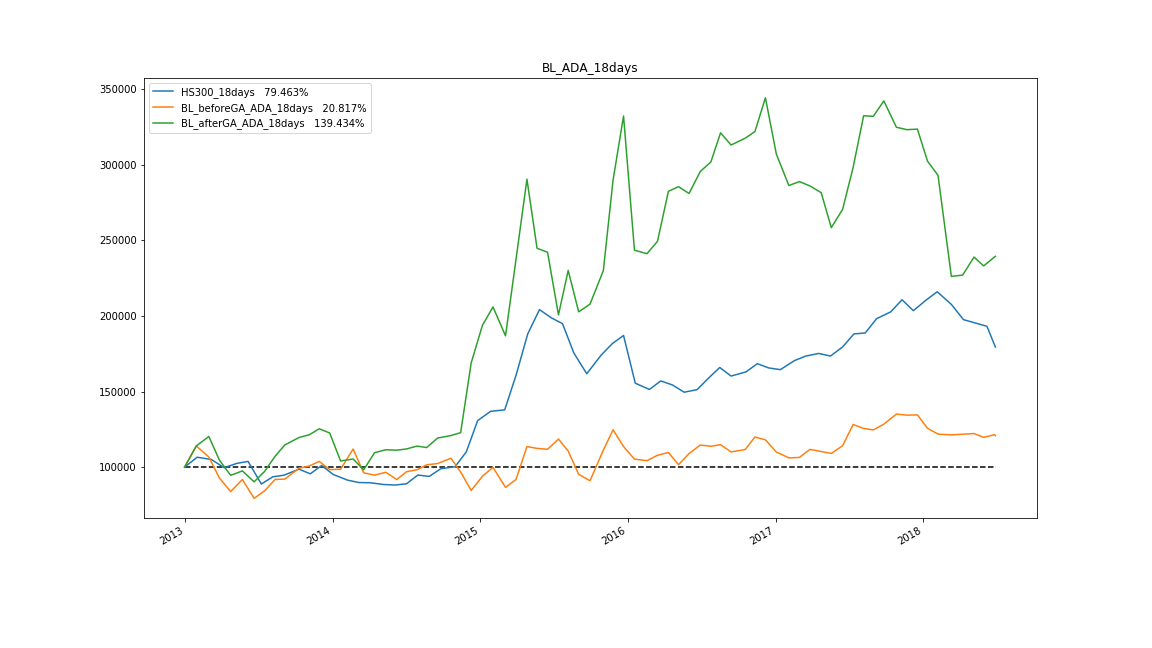 BL_ADA_18days
HS300_18days 79.463%
BL_beforeGA_ADA_18days 20.817%
BL_afterGA_ADA_18days 139.434%
350000
300000
250000
200000
150000
100000
2013 2014 2015 2016 2017 2018